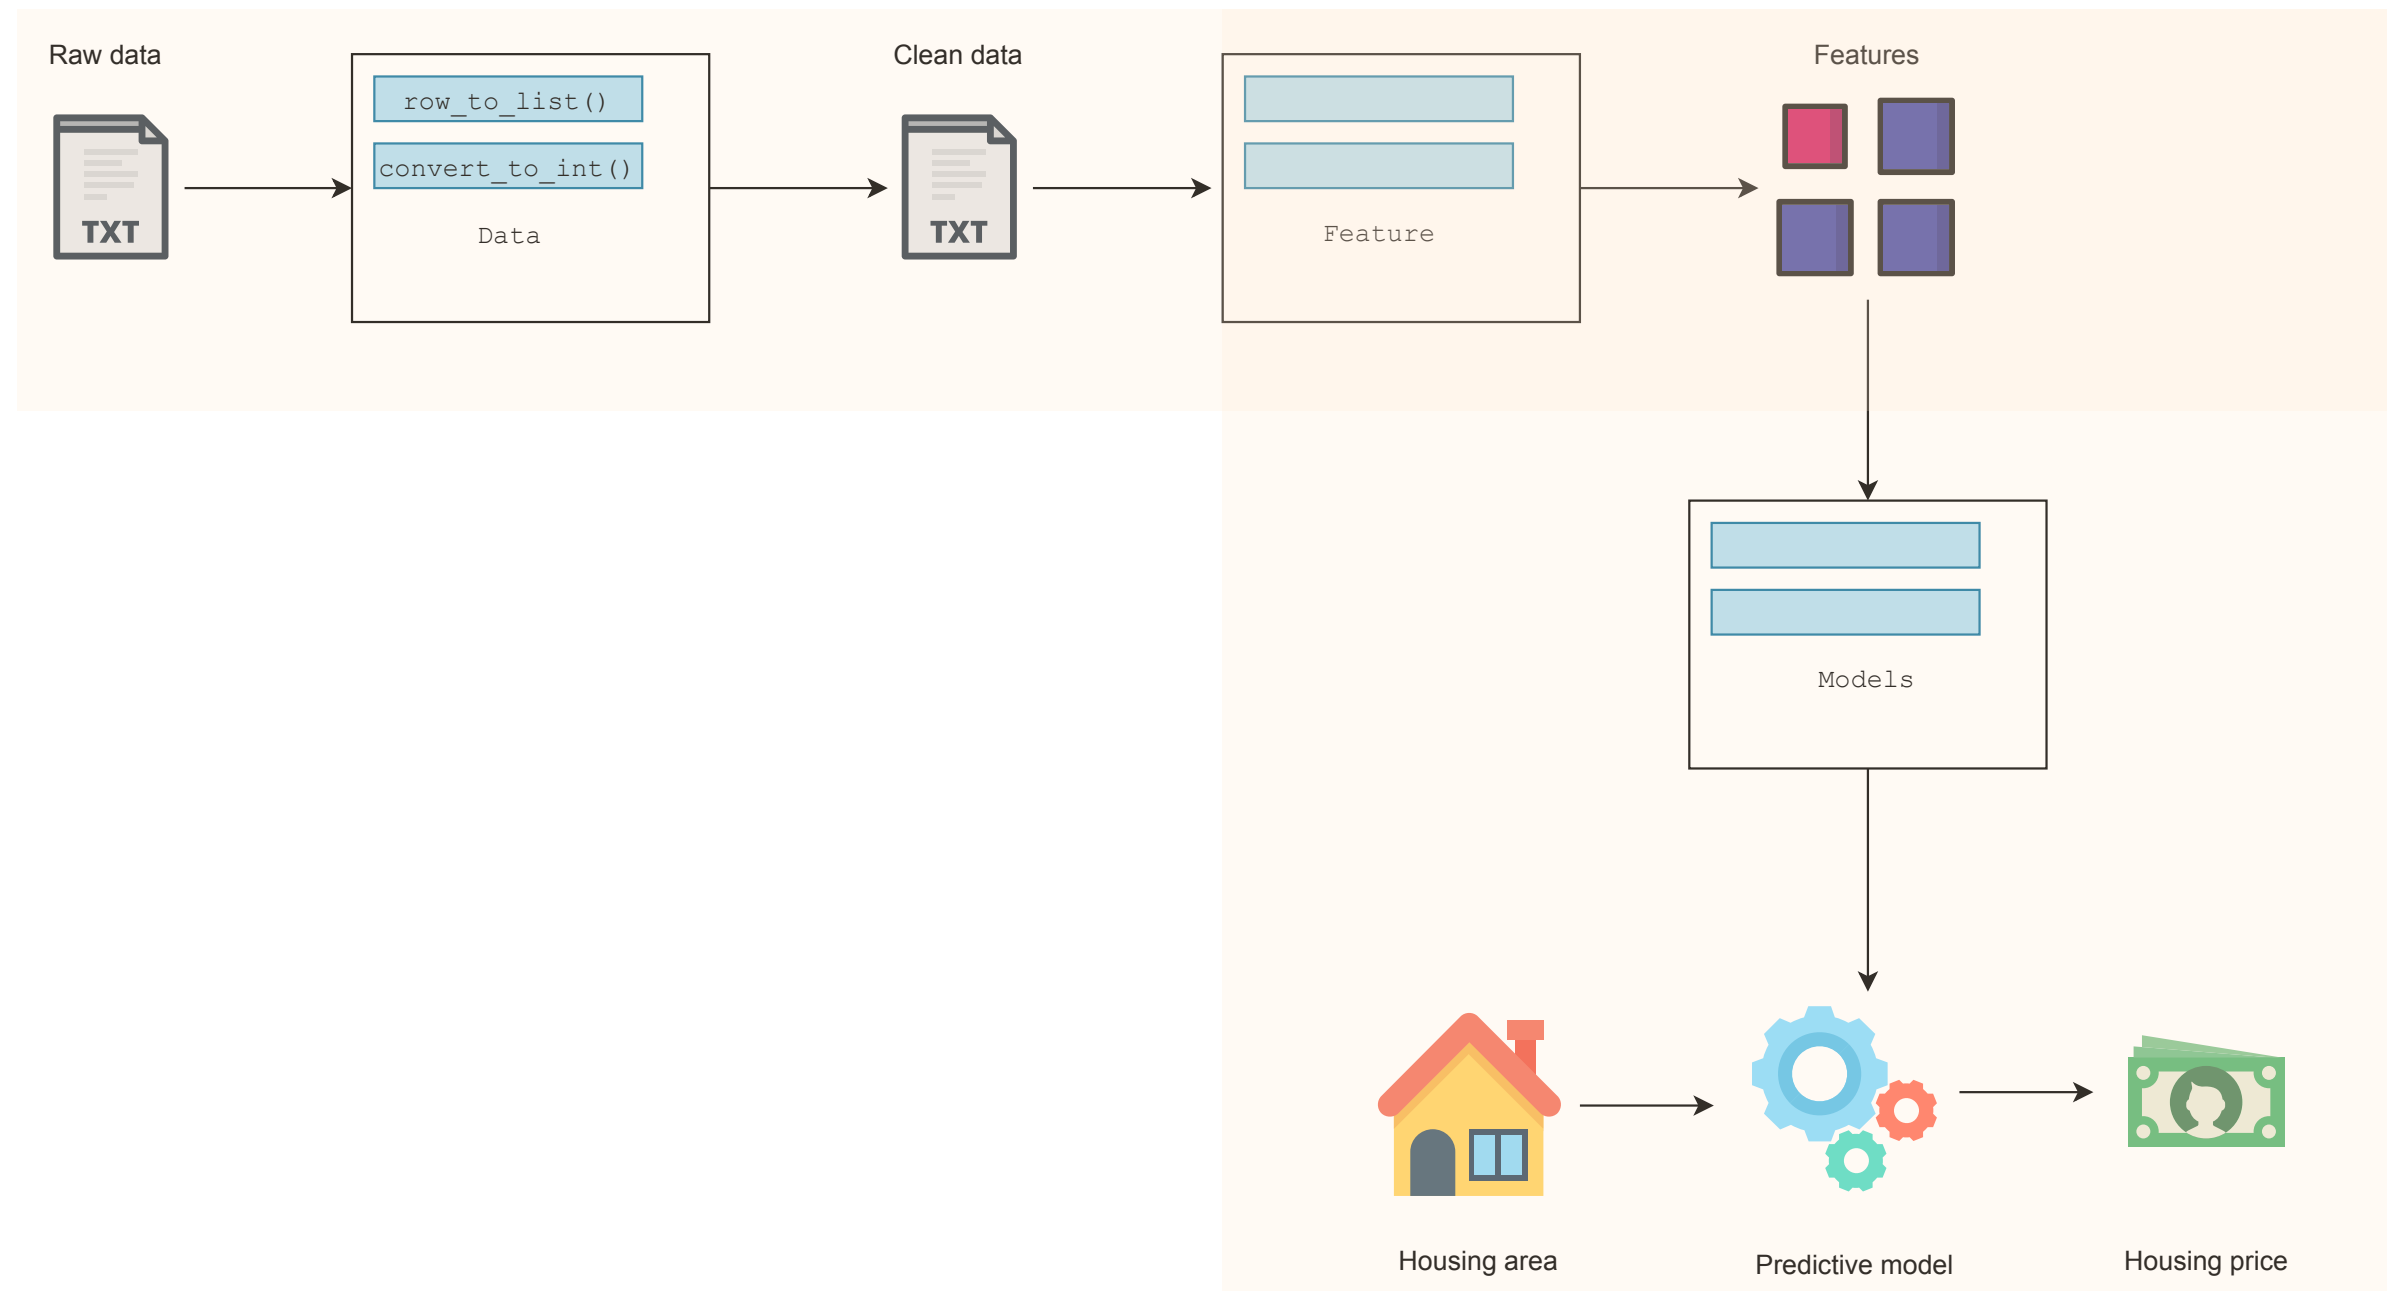 Raw data
Clean data
Features
row_to_list()
convert_to_int()
TXT
Data
TXT
Feature
Models
Housing area
Predictive model
Housing price